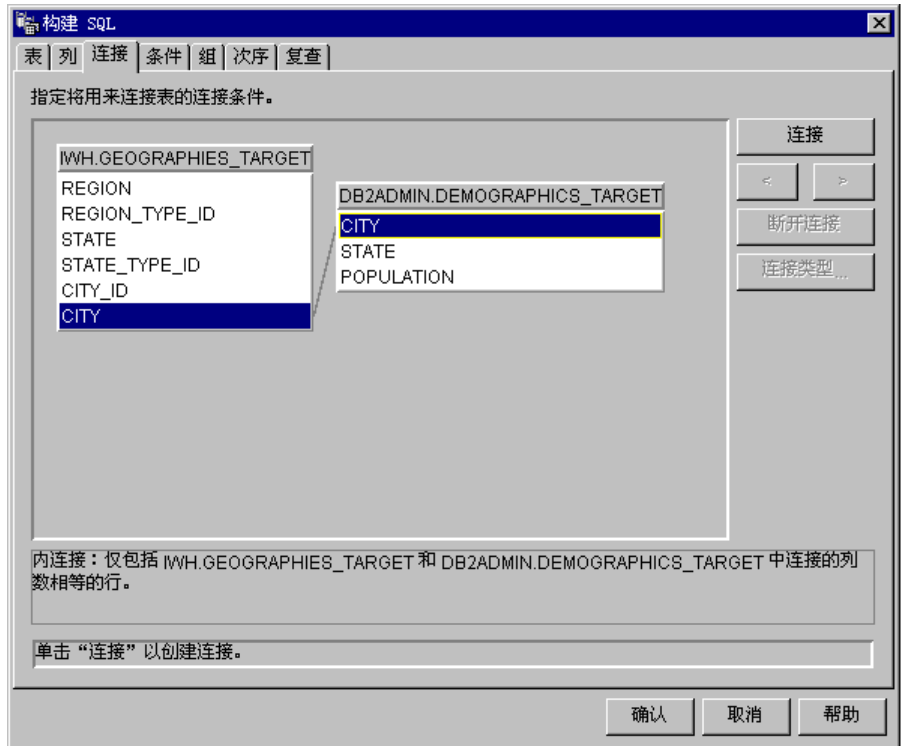 构建 SQL
表 列 连接 条件 组 次序 复查
指定将用来连接表的连接条件。
IWH.GEOGRAPHIES_TARGET
REGION
REGION_TYPE_ID
STATE
STATE_TYPE_ID
CITY_ID
CITY
DB2ADMIN.DEMOGRAPHICS_TARGET
CITY
STATE
POPULATION
连接
< >
断开连接
连接类型...
内连接：仅包括 IWH.GEOGRAPHIES_TARGET 和 DB2ADMIN.DEMOGRAPHICS_TARGET 中连接的列
数相等的行。
单击“连接”以创建连接。
确认 取消 帮助